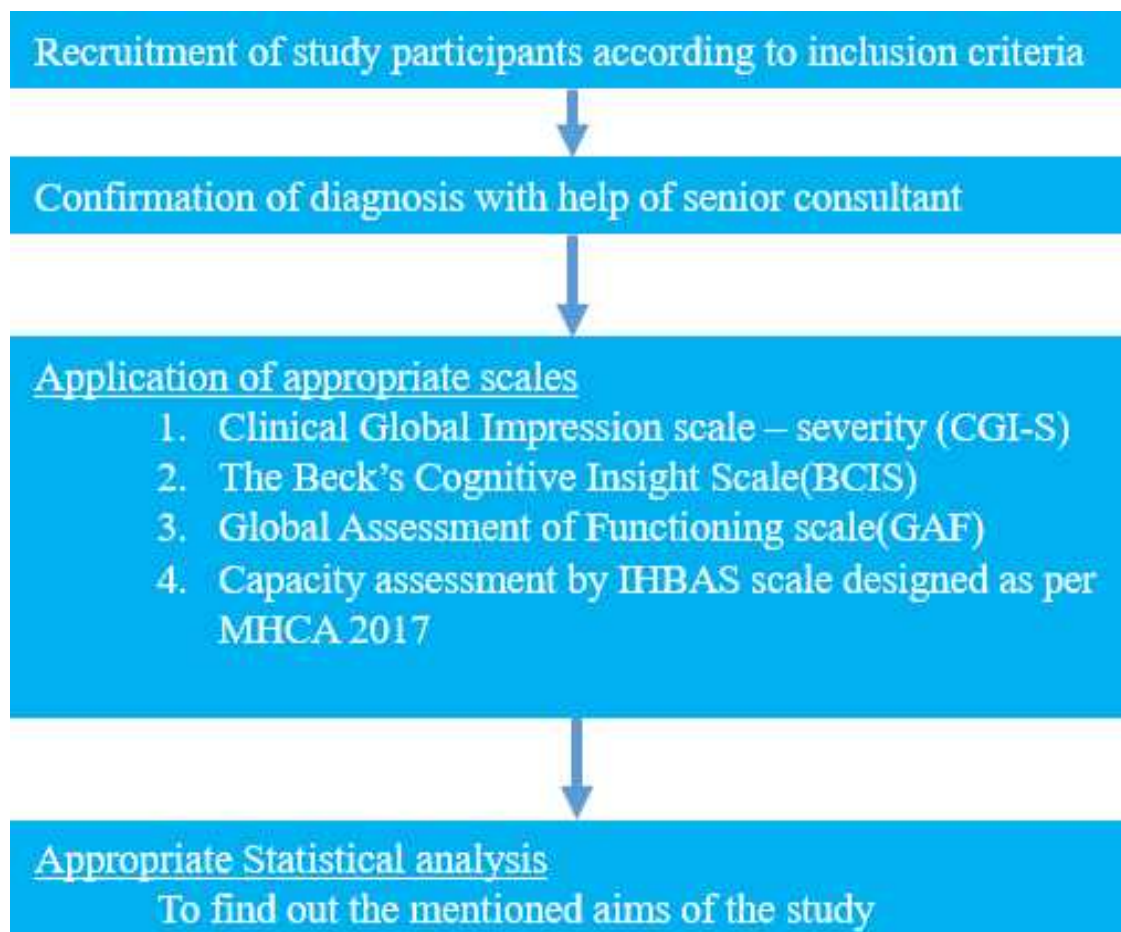 Recruitment of study participants according to inclusion criteria
Confirmation of diagnosis with help of senior consultant
Application of appropriate scales
1. Clinical Global Impression scale – severity (CGI-S)
2. The Beck’s Cognitive Insight Scale(BCIS)
3. Global Assessment of Functioning scale(GAF)
4. Capacity assessment by IHBAS scale designed as per
MHCA 2017
Appropriate Statistical analysis
To find out the mentioned aims of the study